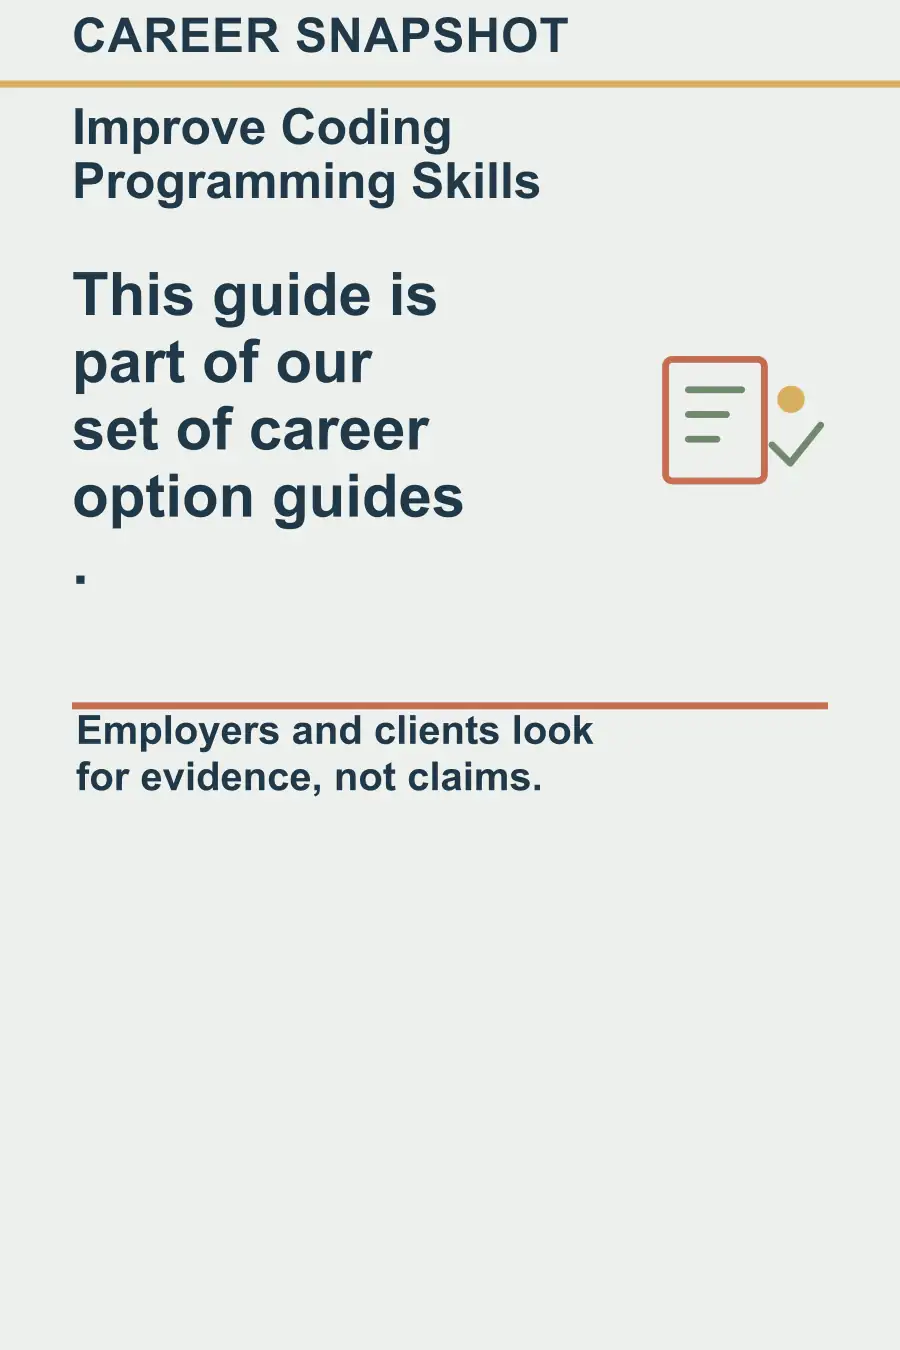 CAREER SNAPSHOT
Improve Coding
Programming Skills
This guide is
part of our
set of career
option guides
.
Employers and clients look
for evidence, not claims.